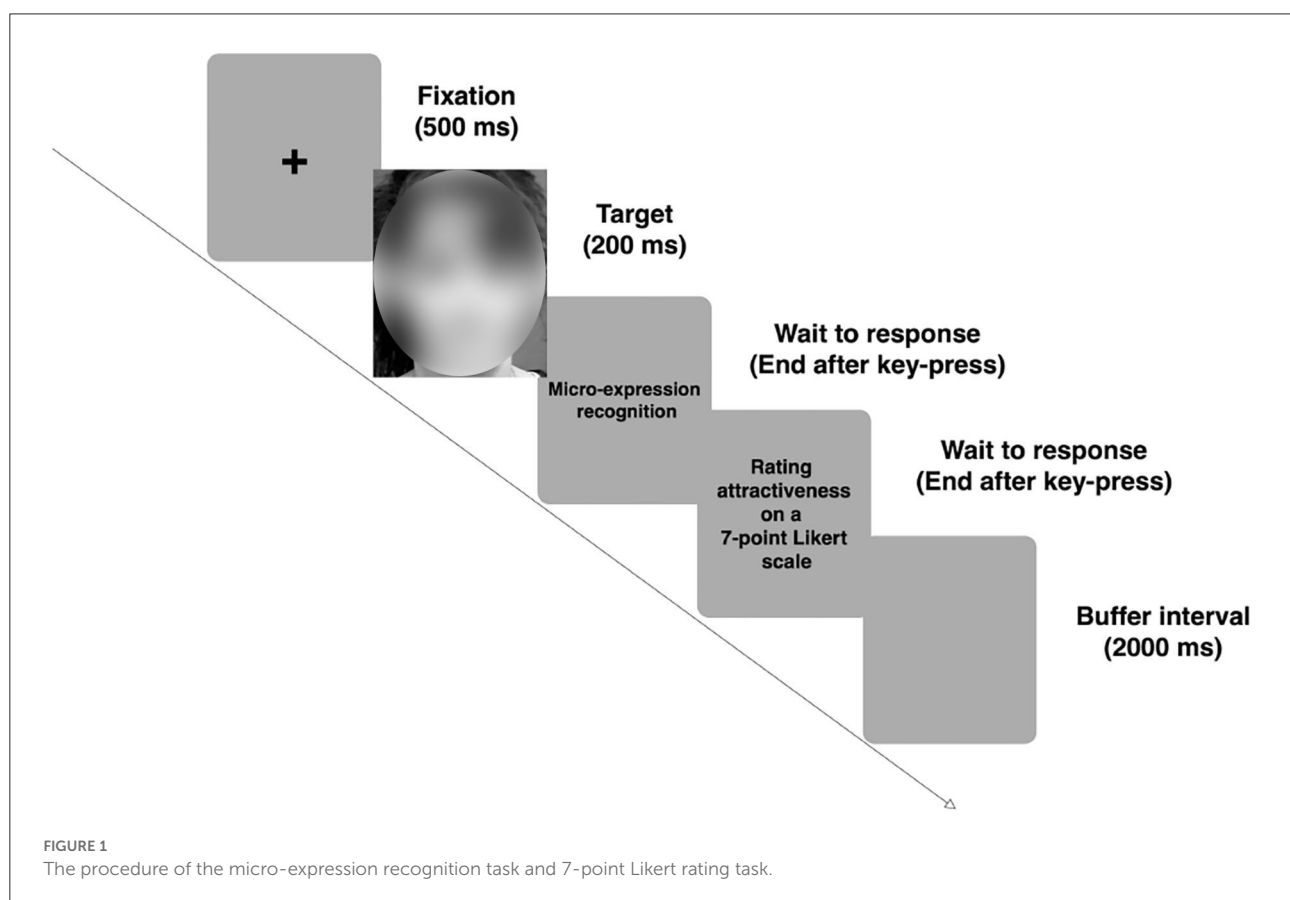 +
Fixation
(500 ms)
Target
(200 ms)
Micro-expression
recognition
Wait to response
(End after key-press)
Rating
attractiveness
on a
7-point Likert
scale
Wait to response
(End after key-press)
Buffer interval
(2000 ms)
FIGURE 1
The procedure of the micro-expression recognition task and 7-point Likert rating task.